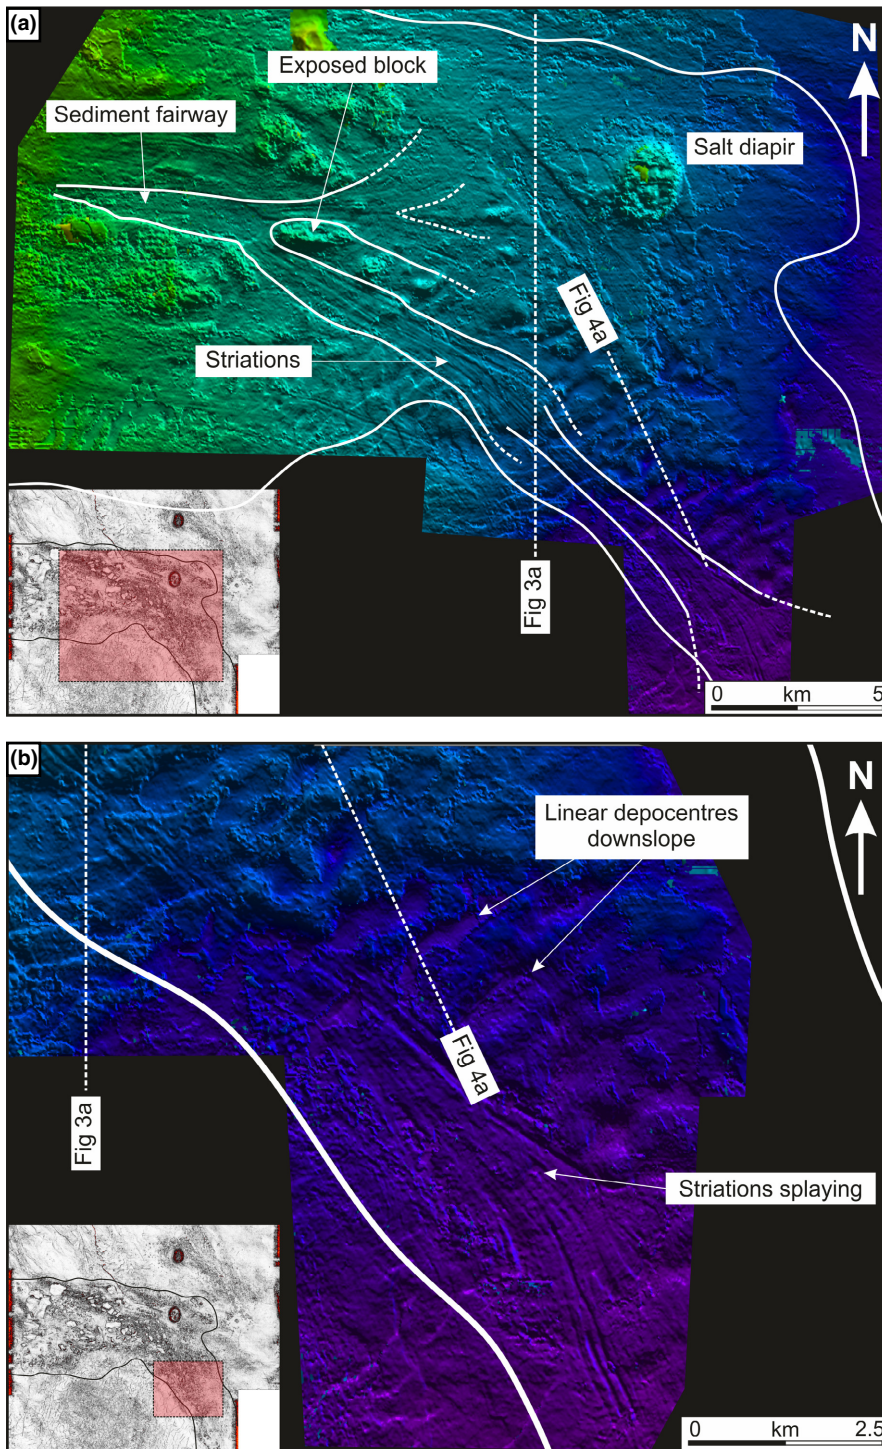 (a)
N
Exposed
block
Sediment fairway
Salt diapir
Fig 4a
Striations
Fig 3a
0 km 5
(b)
N
Linear depocentres
downslope
Fig 4a
Fig 3a
Striations splaying
0 km 2.5